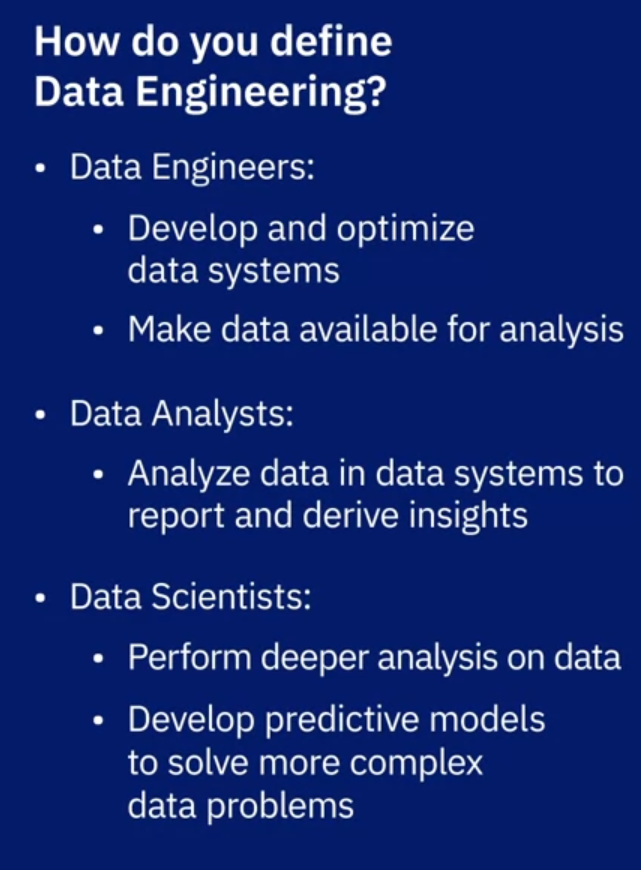 How do you define
Data Engineering?
• Data Engineers:
• Develop and optimize
data systems
• Make data available for analysis
• Data Analysts:
• Analyze data in data systems to
report and derive insights
• Data Scientists:
• Perform deeper analysis on data
• Develop predictive models
to solve more complex
data problems